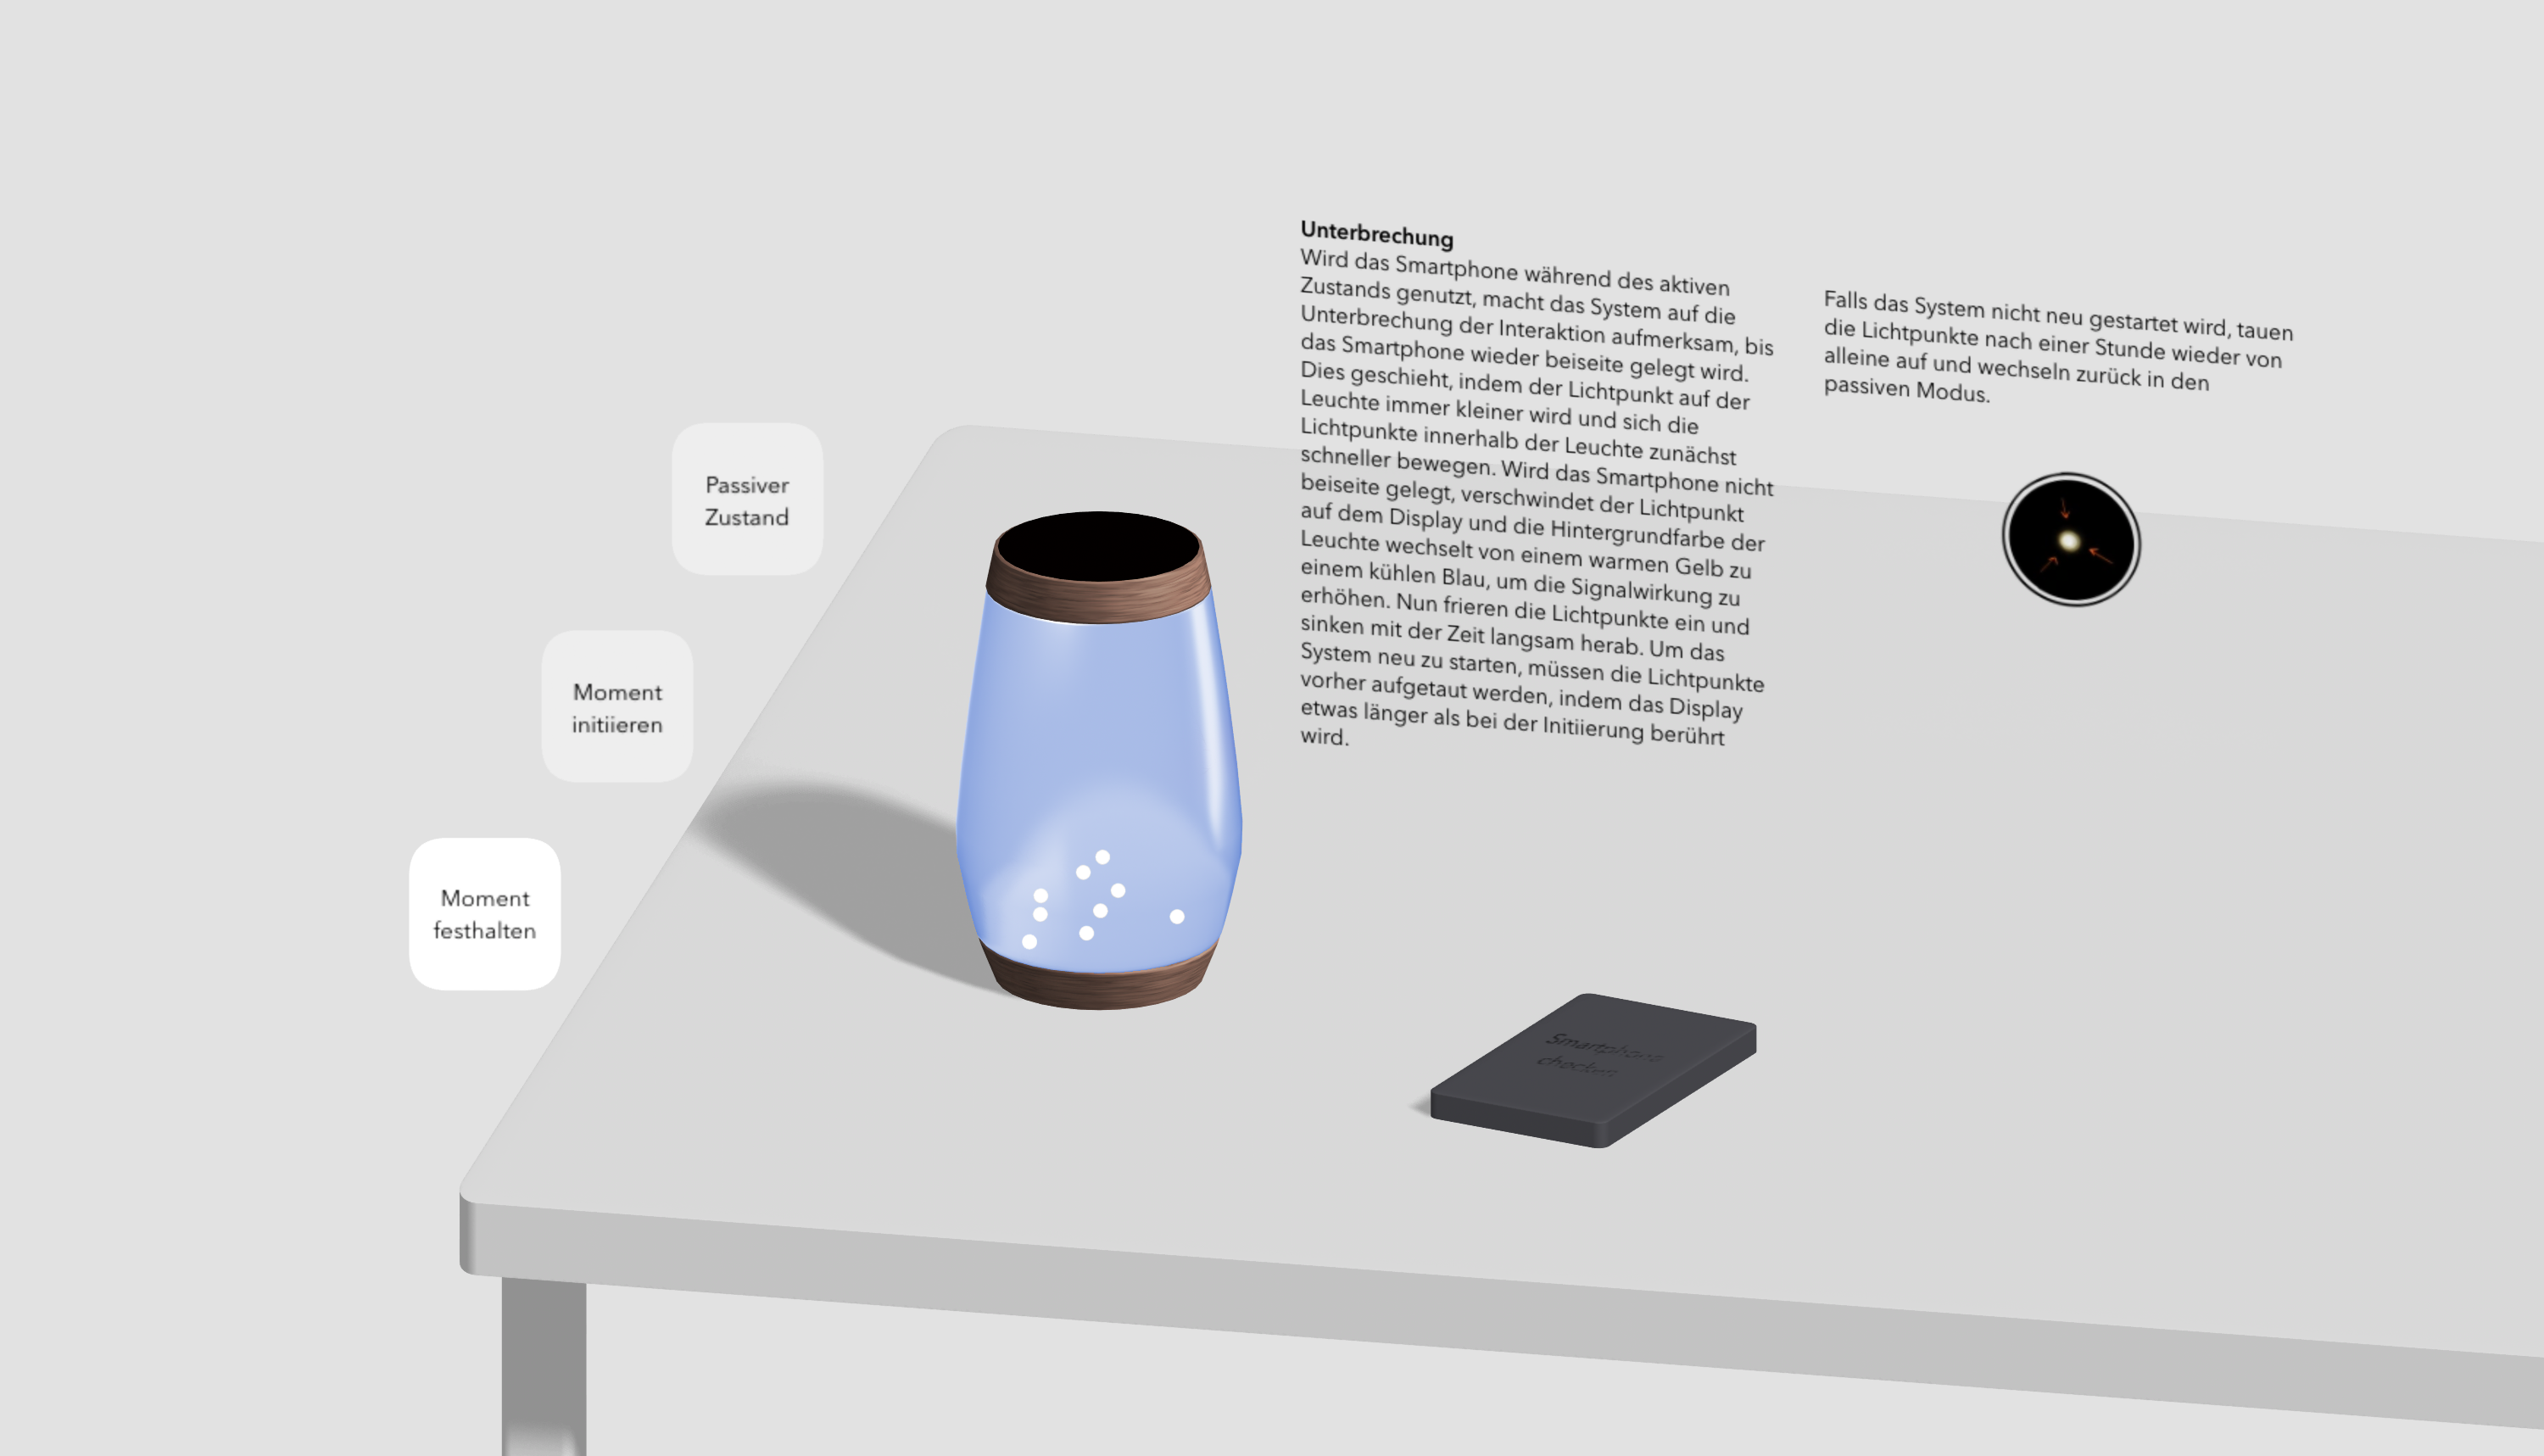 Unterbrechung
Wird das Smartphone während des aktiven
Zustands genutzt, macht das System auf die
Unterbrechung der Interaktion aufmerksam, bis
das Smartphone wieder beiseite gelegt wird.
Dies geschieht, indem der Lichtpunkt auf der
Leuchte immer kleiner wird und sich die
Lichtpunkte innerhalb der Leuchte zunächst
schneller bewegen. Wird das Smartphone nicht
beiseite gelegt, verschwindet der Lichtpunkt
auf dem Display und die Hintergrundfarbe der
Leuchte wechselt von einem warmen Gelb zu
einem kühlen Blau, um die Signalwirkung zu
erhöhen. Nun frieren die Lichtpunkte ein und
sinken mit der Zeit langsam herab. Um das
System neu zu starten, müssen die Lichtpunkte
vorher aufgetaut werden, indem das Display
etwas länger als bei der Initiierung berührt
wird.
Falls das System nicht neu gestartet wird, tauen
die Lichtpunkte nach einer Stunde wieder von
alleine auf und wechseln zurück in den
passiven Modus.
Passiver
Zustand
Moment
initiieren
Moment
festhalten
Smartphone